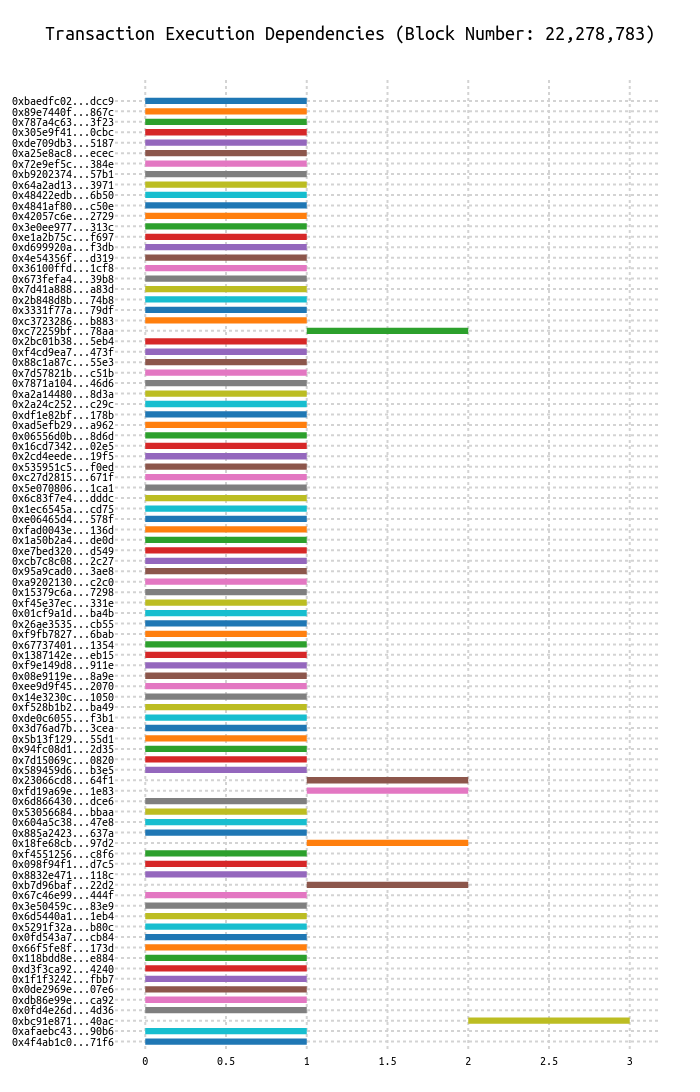 Transaction Execution Dependencies (Block Number: 22,278,783)
0xbaedfc02...dcc9
0x89e7440f...867c
0x787a4c63...3f23
0x305e9f41...0cbc
0xde709db3...5187
0xa25e8ac8...ecec
0x72e9ef5c...384e
0xb9202374...57b1
0x64a2ad13...3971
0x48422edb...6b50
0x4841af80...c50e
0x42057c6e...2729
0x3e0ee977...313c
0xe1a2b75c...f697
0xd699920a...f3db
0x4e54356f...d319
0x36100ffd...1cf8
0x673fefa4...39b8
0x7d41a888...a83d
0x2b848d8b...74b8
0x3331f77a...79df
0xc3723286...b883
0xc72259bf...78aa
0x2bc01b38...5eb4
0xf4cd9ea7...473f
0x88c1a87c...55e3
0x7d57821b...c51b
0x7871a104...46d6
0xa2a14480...8d3a
0x2a24c252...c29c
0xdf1e82bf...178b
0xad5efb29...a962
0x06556d0b...8d6d
0x16cd7342...02e5
0x2cd4eede...19f5
0x535951c5...f0ed
0xc27d2815...671f
0x5e070806...1ca1
0x6c83f7e4...dddc
0x1ec6545a...cd75
0xe06465d4...578f
0xfad0043e...136d
0x1a50b2a4...de0d
0xe7bed320...d549
0xcb7c8c08...2c27
0x95a9cad0...3ae8
0xa9202130...c2c0
0x15379c6a...7298
0xf45e37ec...331e
0x01cf9a1d...ba4b
0x26ae3535...cb55
0xf9fb7827...6bab
0x67737401...1354
0x1387142e...eb15
0xf9e149d8...911e
0x08e9119e...8a9e
0xee9d9f45...2070
0x14e3230c...1050
0xf528b1b2...ba49
0xde0c6055...f3b1
0x3d76ad7b...3cea
0x5b13f129...55d1
0x94fc08d1...2d35
0x7d15069c...0820
0x589459d6...b3e5
0x23066cd8...64f1
0xfd19a69e...1e83
0x6d866430...dce6
0x53056684...bbaa
0x604a5c38...47e8
0x885a2423...637a
0x18fe68cb...97d2
0xf4551256...c8f6
0x098f94f1...d7c5
0x8832e471...118c
0xb7d96baf...22d2
0x67c46e99...444f
0x3e50459c...83e9
0x6d5440a1...1eb4
0x5291f32a...b80c
0x0fd543a7...cb84
0x66f5fe8f...173d
0x118bdd8e...e884
0xd3f3ca92...4240
0x1f1f3242...fbb7
0x0de2969e...07e6
0xdb86e99e...ca92
0x0fd4e26d...4d36
0xbc91e871...40ac
0xafaebc43...90b6
0x4f4ab1c0...71f6
0 0.5 1 1.5 2 2.5 3